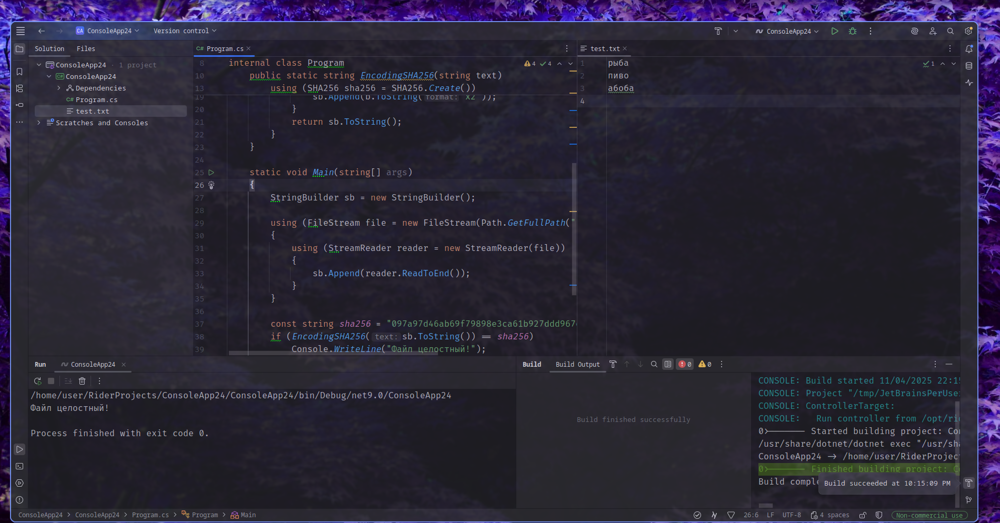 CA ConsoleApp24 Version control ConsoleApp24
Solution Files
ConsoleApp24 · 1 project
C# ConsoleApp24
Dependencies
C# Program.cs
test.txt
Scratches and Consoles
C# Program.cs
4 4
8 internal class Program
10 public static string EncodingSHA256(string text)
13 using (SHA256 sha256 = SHA256.Create())
19 sb.Append(b.ToString( format: "x2"));
20 }
21 return sb.ToString();
22 }
23 }
24
25 static void Main(string[] args)
26 {
27 StringBuilder sb = new StringBuilder();
28
29 using (FileStream file = new FileStream(Path.GetFullPath("
30 {
31 using (StreamReader reader = new StreamReader(file))
32 {
33 sb.Append(reader.ReadToEnd());
34 }
35 }
36
37 const string sha256 = "097a97d46ab69f79898e3ca61b927ddd967
38 if (EncodingSHA256( text: sb.ToString()) == sha256)
39 Console.WriteLine("Файл целостный!");
test.txt
1
1 рыба
2 пиво
3 абоба
4
Run ConsoleApp24
/home/user/RiderProjects/ConsoleApp24/ConsoleApp24/bin/Debug/net9.0/ConsoleApp24
Файл целостный!
Process finished with exit code 0.
Build Build Output 0 0
Build finished successfully
CONSOLE: Build started 11/04/2025 22:15
CONSOLE: Project "/tmp/JetBrainsPerUse
CONSOLE: ControllerTarget:
CONSOLE: Run controller from /opt/ri
0>------- Started building project: Co
/usr/share/dotnet/dotnet exec "/usr/sh
ConsoleApp24 -> /home/user/RiderProjec
0>------- Finished building project: C
Build comple
Build succeeded at 10:15:09 PM
ConsoleApp24 > ConsoleApp24 > Program.cs > Program > Main
26:6 LF UTF-8 4 spaces Non-commercial use